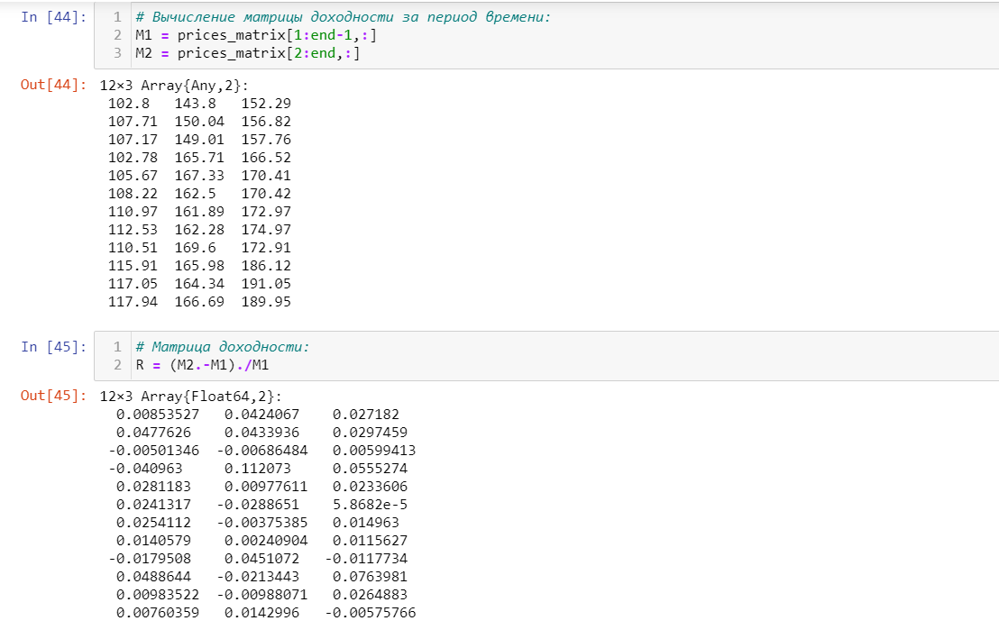 In [44]:
1 # Вычисление матрицы доходности за период времени:
2 M1 = prices_matrix[1:end-1,:]
3 M2 = prices_matrix[2:end,:]
Out[44]: 12×3 Array{Any,2}:
102.8 143.8 152.29
107.71 150.04 156.82
107.17 149.01 157.76
102.78 165.71 166.52
105.67 167.33 170.41
108.22 162.5 170.42
110.97 161.89 172.97
112.53 162.28 174.97
110.51 169.6 172.91
115.91 165.98 186.12
117.05 164.34 191.05
117.94 166.69 189.95
In [45]:
1 # Матрица доходности:
2 R = (M2.-M1)./M1
Out[45]: 12×3 Array{Float64,2}:
0.00853527 0.0424067 0.027182
0.0477626 0.0433936 0.0297459
-0.00501346 -0.00686484 0.00599413
-0.040963 0.112073 0.0555274
0.0281183 0.00977611 0.0233606
0.0241317 -0.0288651 5.8682e-5
0.0254112 -0.00375385 0.014963
0.0140579 0.00240904 0.0115627
-0.0179508 0.0451072 -0.0117734
0.0488644 -0.0213443 0.0763981
0.00983522 -0.00988071 0.0264883
0.00760359 0.0142996 -0.00575766